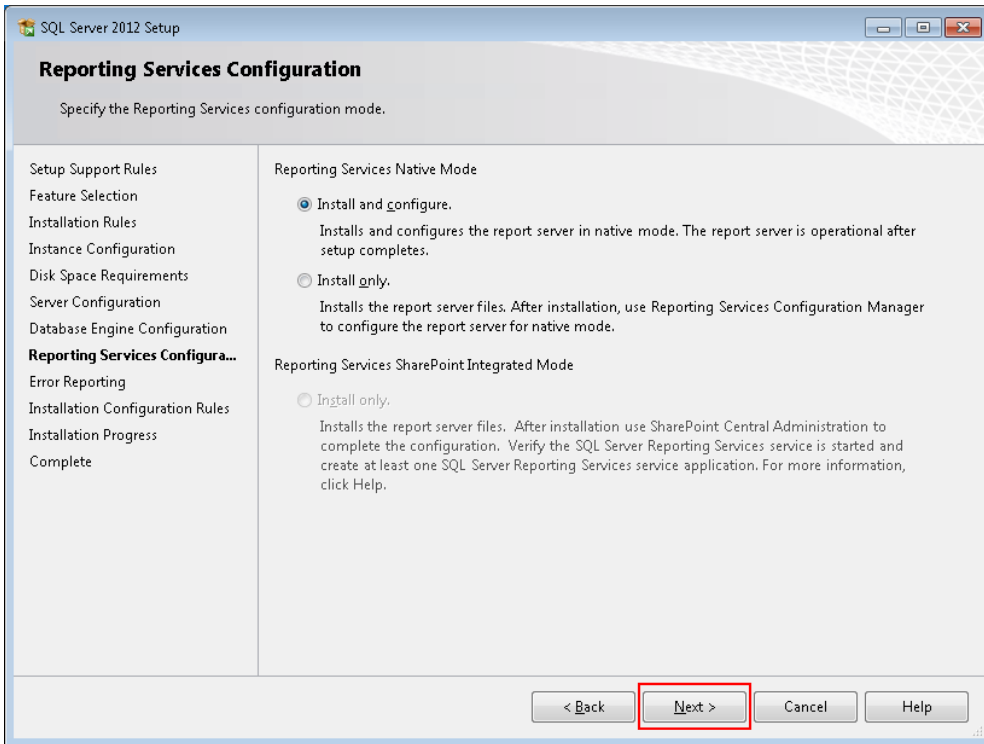 SQL Server 2012 Setup
Reporting Services Configuration
Specify the Reporting Services configuration mode.
Setup Support Rules
Feature Selection
Installation Rules
Instance Configuration
Disk Space Requirements
Server Configuration
Database Engine Configuration
Reporting Services Configura...
Error Reporting
Installation Configuration Rules
Installation Progress
Complete
Reporting Services Native Mode
Install and configure.
Installs and configures the report server in native mode. The report server is operational after
setup completes.
Install only.
Installs the report server files. After installation, use Reporting Services Configuration Manager
to configure the report server for native mode.
Reporting Services SharePoint Integrated Mode
Install only.
Installs the report server files. After installation use SharePoint Central Administration to
complete the configuration. Verify the SQL Server Reporting Services service is started and
create at least one SQL Server Reporting Services service application. For more information,
click Help.
< Back
Next >
Cancel
Help